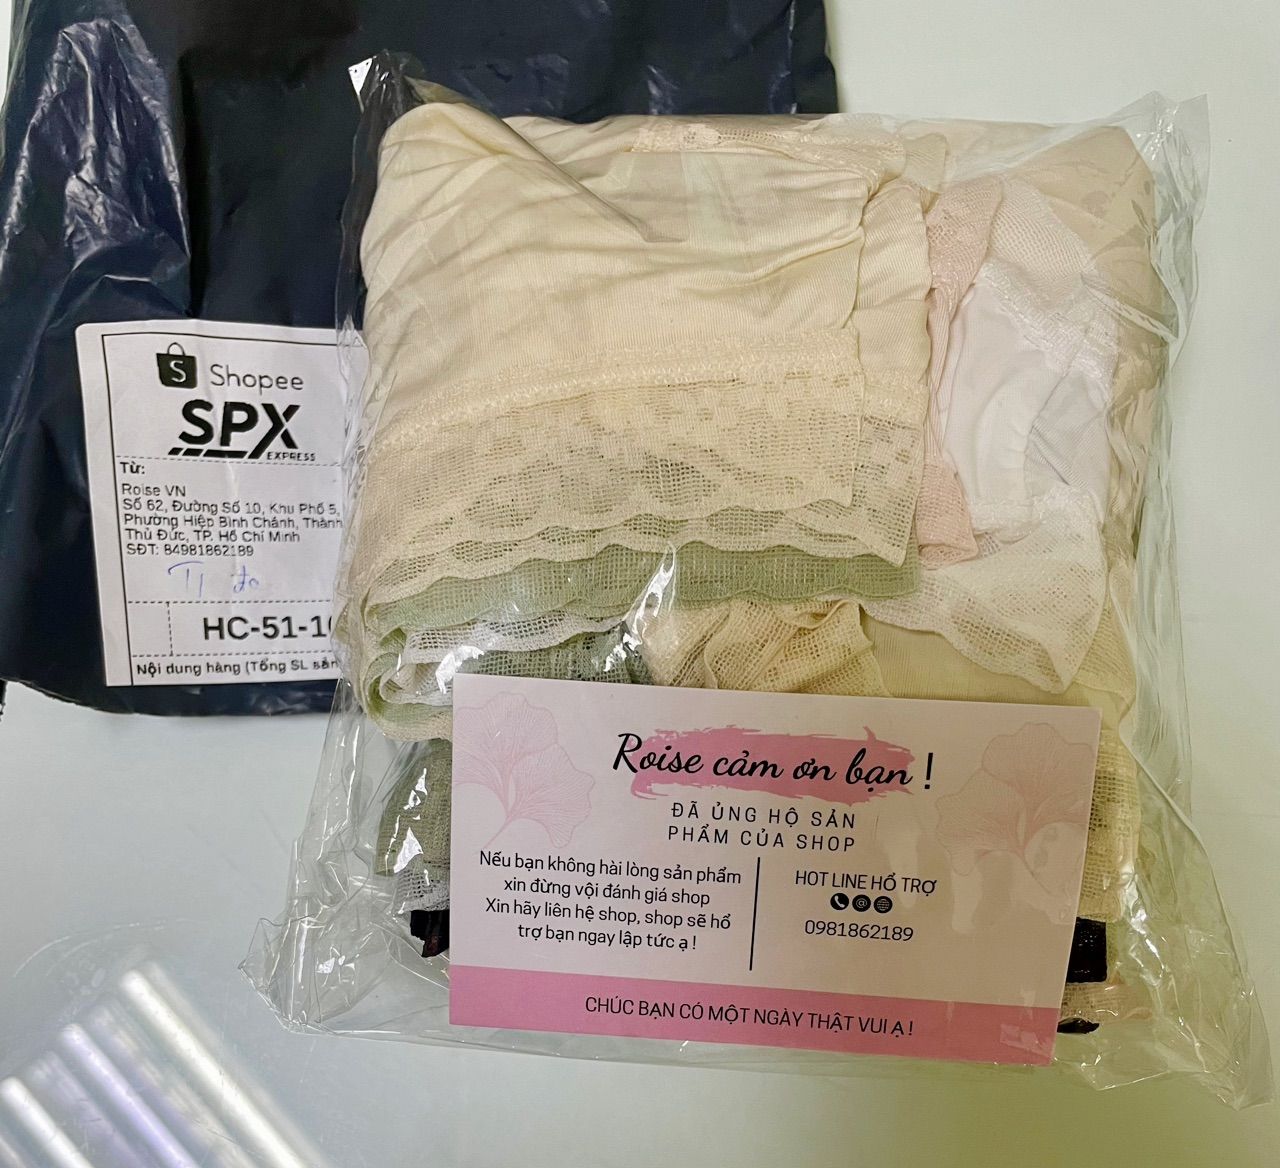 Shopee
SPX
EXPRESS
Từ:
Roise VN
Số 62, Đường Số 10, Khu Phố 5,
Phường Hiệp Bình Chánh, Thành
Thủ Đức, TP. Hồ Chí Minh
SĐT: 84981862189
HC-51-1
Nội dung hàng (Tổng SL sản
Roise cảm ơn bạn !
ĐÃ ỦNG HỘ SẢN
PHẨM CỦA SHOP
Nếu bạn không hài lòng sản phẩm
xin đừng vội đánh giá shop
Xin hãy liên hệ shop, shop sẽ hổ
trợ bạn ngay lập tức ạ !
HOT LINE HỔ TRỢ
0981862189
CHÚC BẠN CÓ MỘT NGÀY THẬT VUI Ạ !